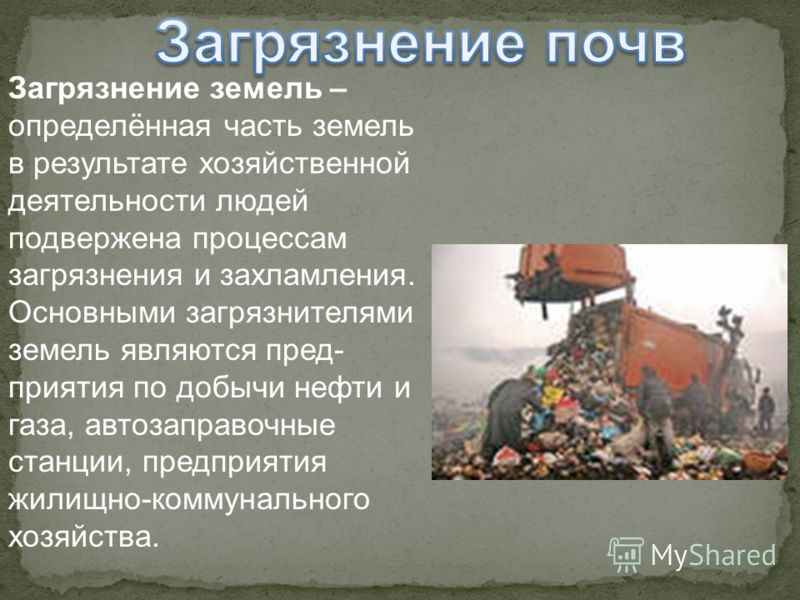 Загрязнение почв
Загрязнение земель –
определённая часть земель
в результате хозяйственной
деятельности людей
подвержена процессам
загрязнения и захламления.
Основными загрязнителями
земель являются пред-
приятия по добычи нефти и
газа, автозаправочные
станции, предприятия
жилищно-коммунального
хозяйства.
MyShared